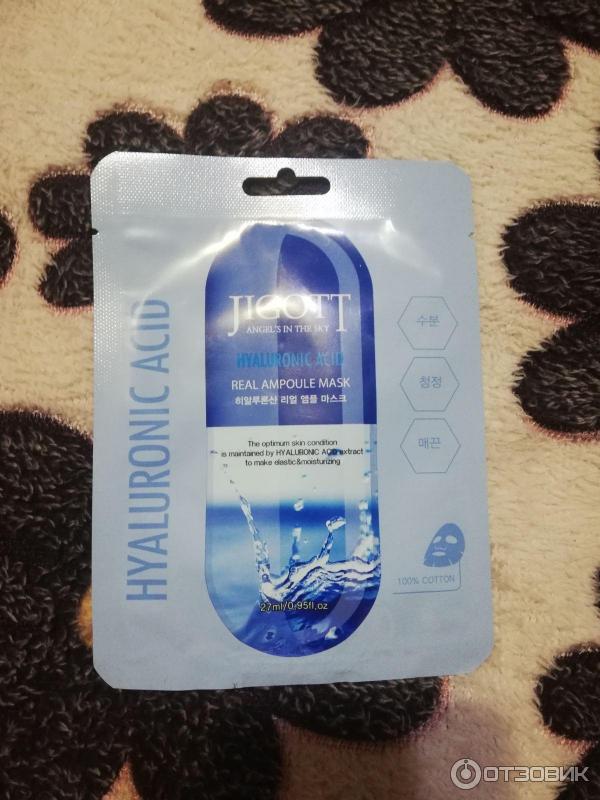 HYALURONIC ACID
JIGOTT
ANGEL'S IN THE SKY
HYALURONIC ACID
REAL AMPOULE MASK
히알루론산 리얼 앰플 마스크
The optimum skin condition
is maintained by HYALURONIC ACID extract
to make elastic&moisturizing
27ml/0.95fl.oz
수분
청정
매끈
100% COTTON
ОТЗОВИК